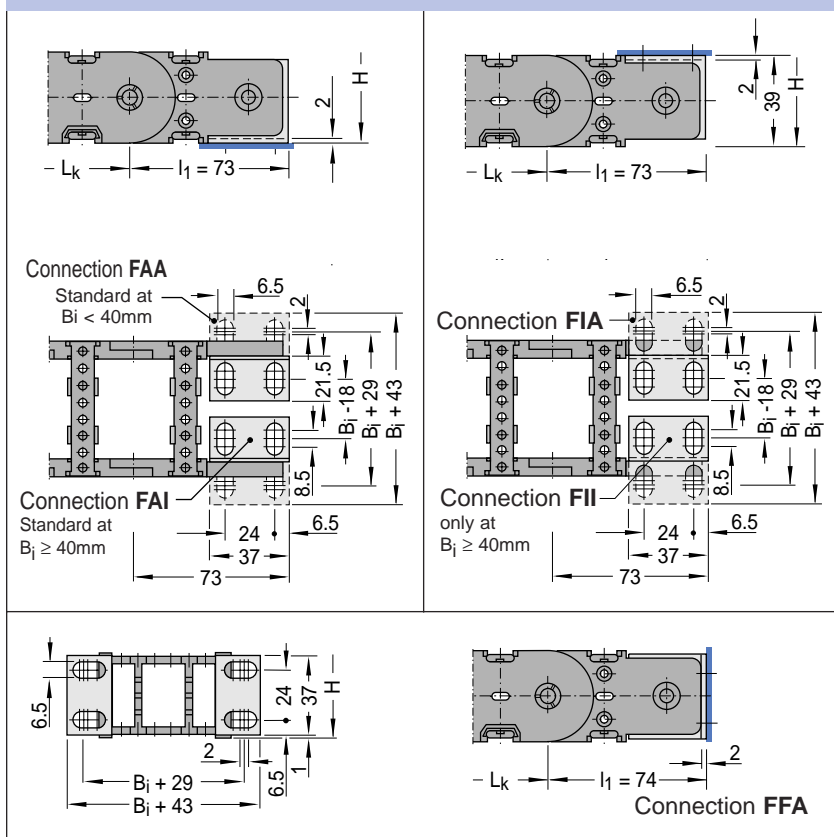 2
H
L_k
l_1 = 73
2
39
H
L_k
l_1 = 73
Connection FAA
Standard at
Bi < 40mm
6.5
2
21.5
B_i -18
B_i + 29
B_i + 43
8.5
Connection FAI
Standard at
B_i ≥ 40mm
24
6.5
37
73
Connection FIA
6.5
2
21.5
B_i -18
B_i + 29
B_i + 43
8.5
Connection FII
only at
B_i ≥ 40mm
24
6.5
37
73
6.5
24
37
H
2
6.5
1
B_i + 29
B_i + 43
2
L_k
l_1 = 74
Connection FFA